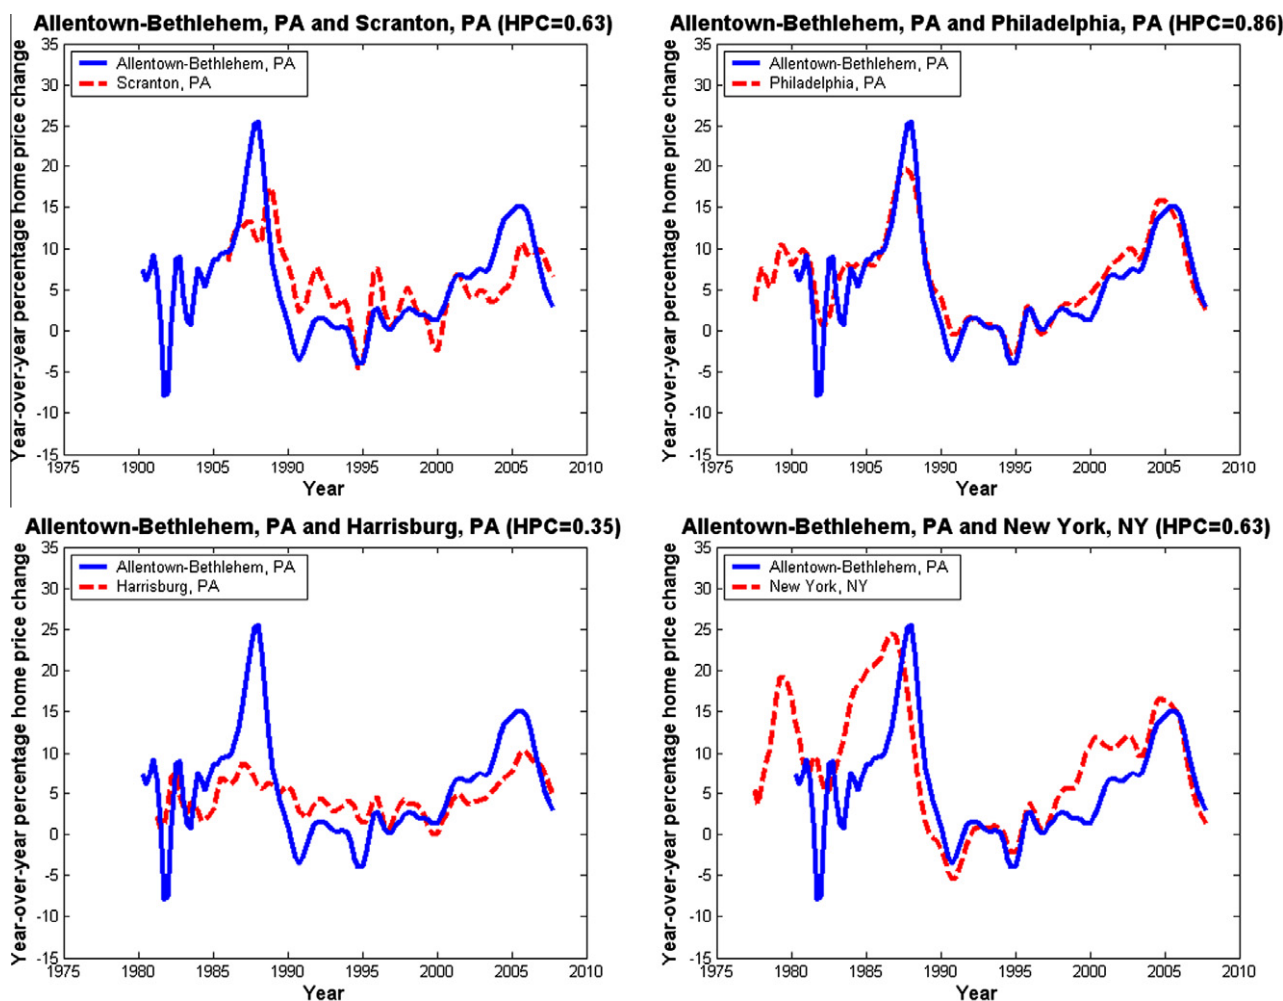 Allentown-Bethlehem, PA and Scranton, PA (HPC=0.63)
Year-over-year percentage home price change
35
30
25
20
15
10
5
0
-5
-10
-15
Allentown-Bethlehem, PA
Scranton, PA
1975 1900 1985 1990 1995 2000 2005 2010
Year
Allentown-Bethlehem, PA and Philadelphia, PA (HPC=0.86)
Year-over-year percentage home price change
35
30
25
20
15
10
5
0
-5
-10
-15
Allentown-Bethlehem, PA
Philadelphia, PA
1975 1900 1985 1990 1995 2000 2005 2010
Year
Allentown-Bethlehem, PA and Harrisburg, PA (HPC=0.35)
Year-over-year percentage home price change
35
30
25
20
15
10
5
0
-5
-10
-15
Allentown-Bethlehem, PA
Harrisburg, PA
1975 1980 1985 1990 1995 2000 2005 2010
Year
Allentown-Bethlehem, PA and New York, NY (HPC=0.63)
Year-over-year percentage home price change
35
30
25
20
15
10
5
0
-5
-10
-15
Allentown-Bethlehem, PA
New York, NY
1975 1980 1985 1990 1995 2000 2005 2010
Year